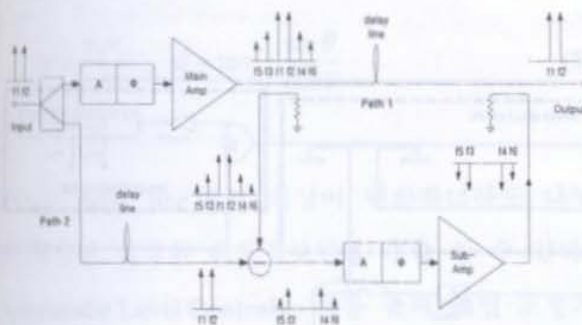 delay
line
f5 f3 f1 f2 f4 f6
f1 f2
f1 f2
A Φ
Main
Amp
Path 1
Input
Output
f5 f3 f4 f6
f5 f3 f1 f2 f4 f6
delay
line
Path 2
A Φ
Sub-
Amp
f1 f2
f5 f3 f4 f6